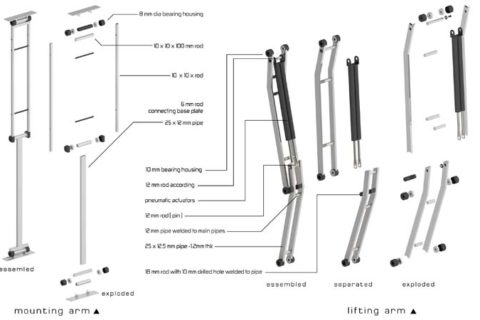 8 mm dia bearing housing
10 x 10 x 100 mm rod
10 x 10 x rod
6 mm rod
connecting base plate
25 x 12 mm pipe
10 mm bearing housing
12 mm rod according
pneumatic actuators
12 mm rod ( pin )
12 mm pipe welded to main pipes
25 x 12.5 mm pipe -1.2mm thk
18 mm rod with 10 mm drilled hole welded to pipe
assembled
exploded
mounting arm ▲
assembled
separated
exploded
lifting arm ▲